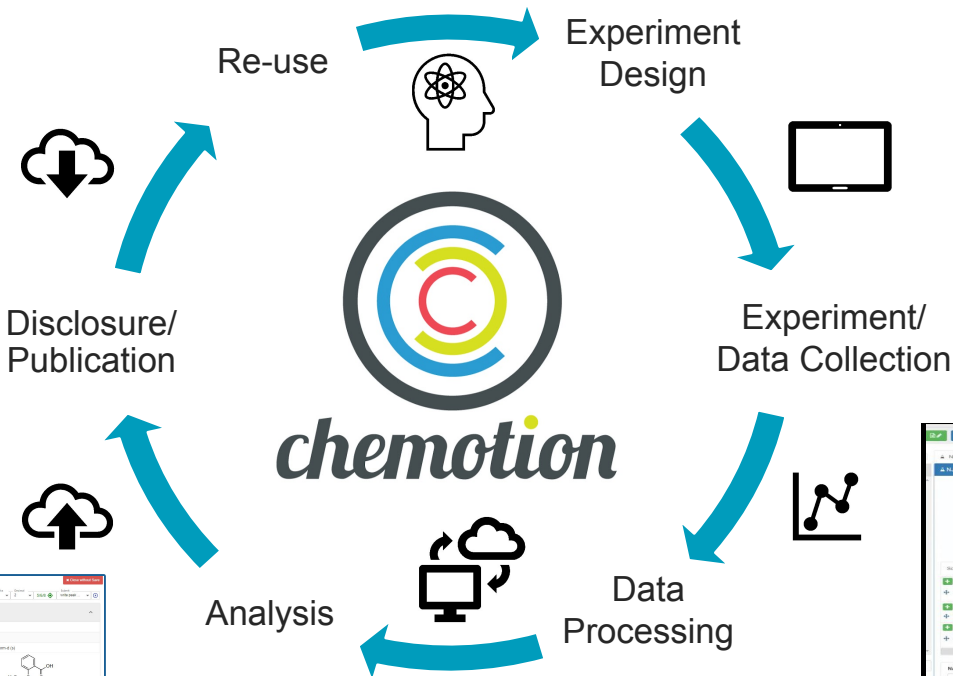 Re-use
Experiment
Design
Experiment/
Data Collection
Data
Processing
Analysis
Disclosure/
Publication
chemotion